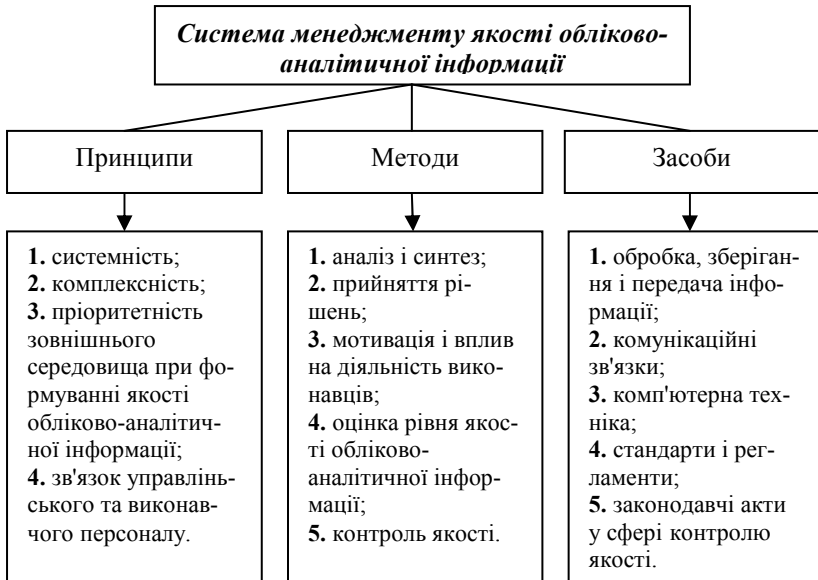 Система менеджменту якості обліково-
аналітичної інформації
Принципи
Методи
Засоби
1. системність;
2. комплексність;
3. пріоритетність
зовнішнього
середовища при фо-
рмуванні якості
обліково-аналітич-
ної інформації;
4. зв'язок управлінь-
ського та виконав-
чого персоналу.
1. аналіз і синтез;
2. прийняття рі-
шень;
3. мотивація і вплив
на діяльність вико-
навців;
4. оцінка рівня якос-
ті обліково-
аналітичної інфор-
мації;
5. контроль якості.
1. обробка, зберіган-
ня і передача інфо-
рмації;
2. комунікаційні
зв'язки;
3. комп'ютерна тех-
ніка;
4. стандарти і рег-
ламенти;
5. законодавчі акти
у сфері контролю
якості.